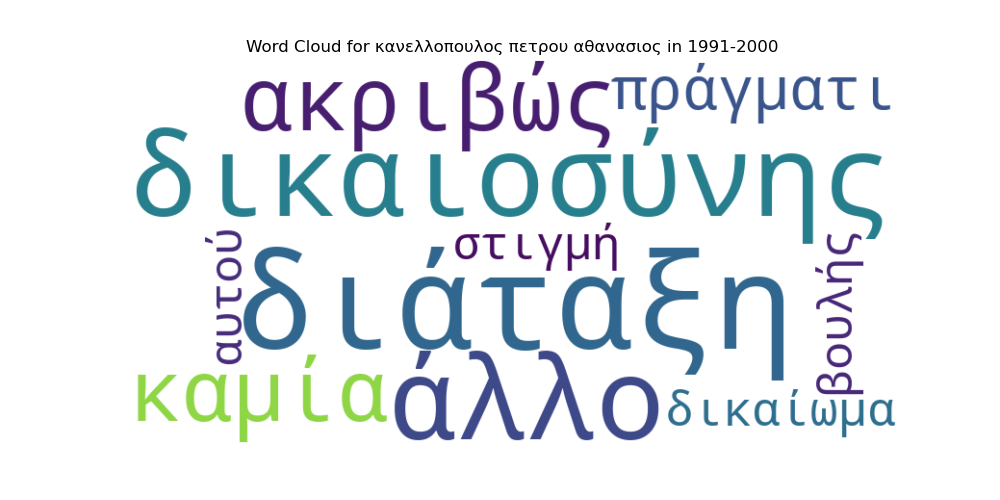 Word Cloud for κανελλοπουλος πετρου αθανασιος in 1991-2000
ακριβώς
πράγματι
δικαιοσύνης
στιγμή
αυτού
διάταξη
βουλής
καμία
άλλο
δικαίωμα